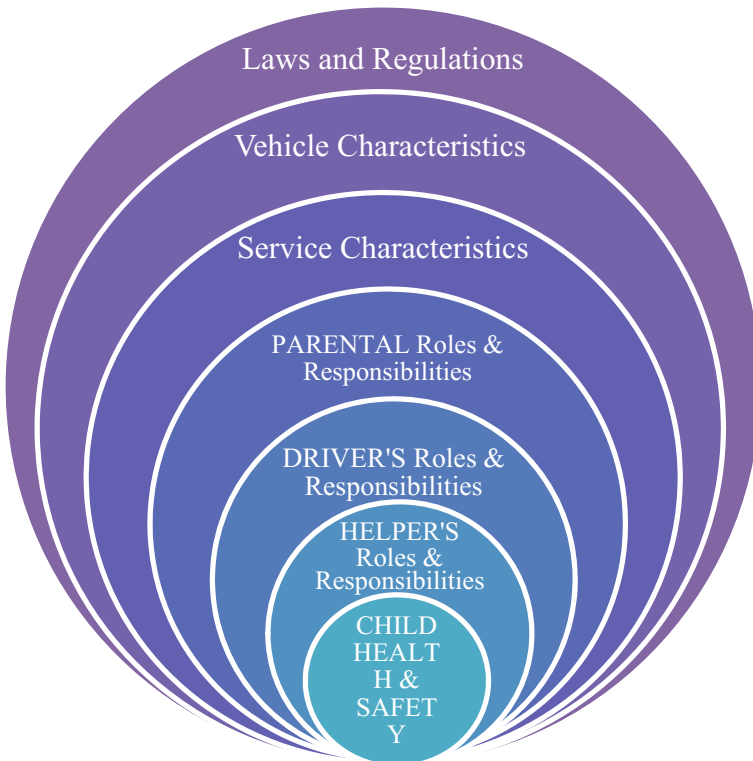 Laws and Regulations
Vehicle Characteristics
Service Characteristics
PARENTAL Roles &
Responsibilities
DRIVER'S Roles &
Responsibilities
HELPER'S
Roles &
Responsibilities
CHILD
HEALT
H &
SAFET
Y